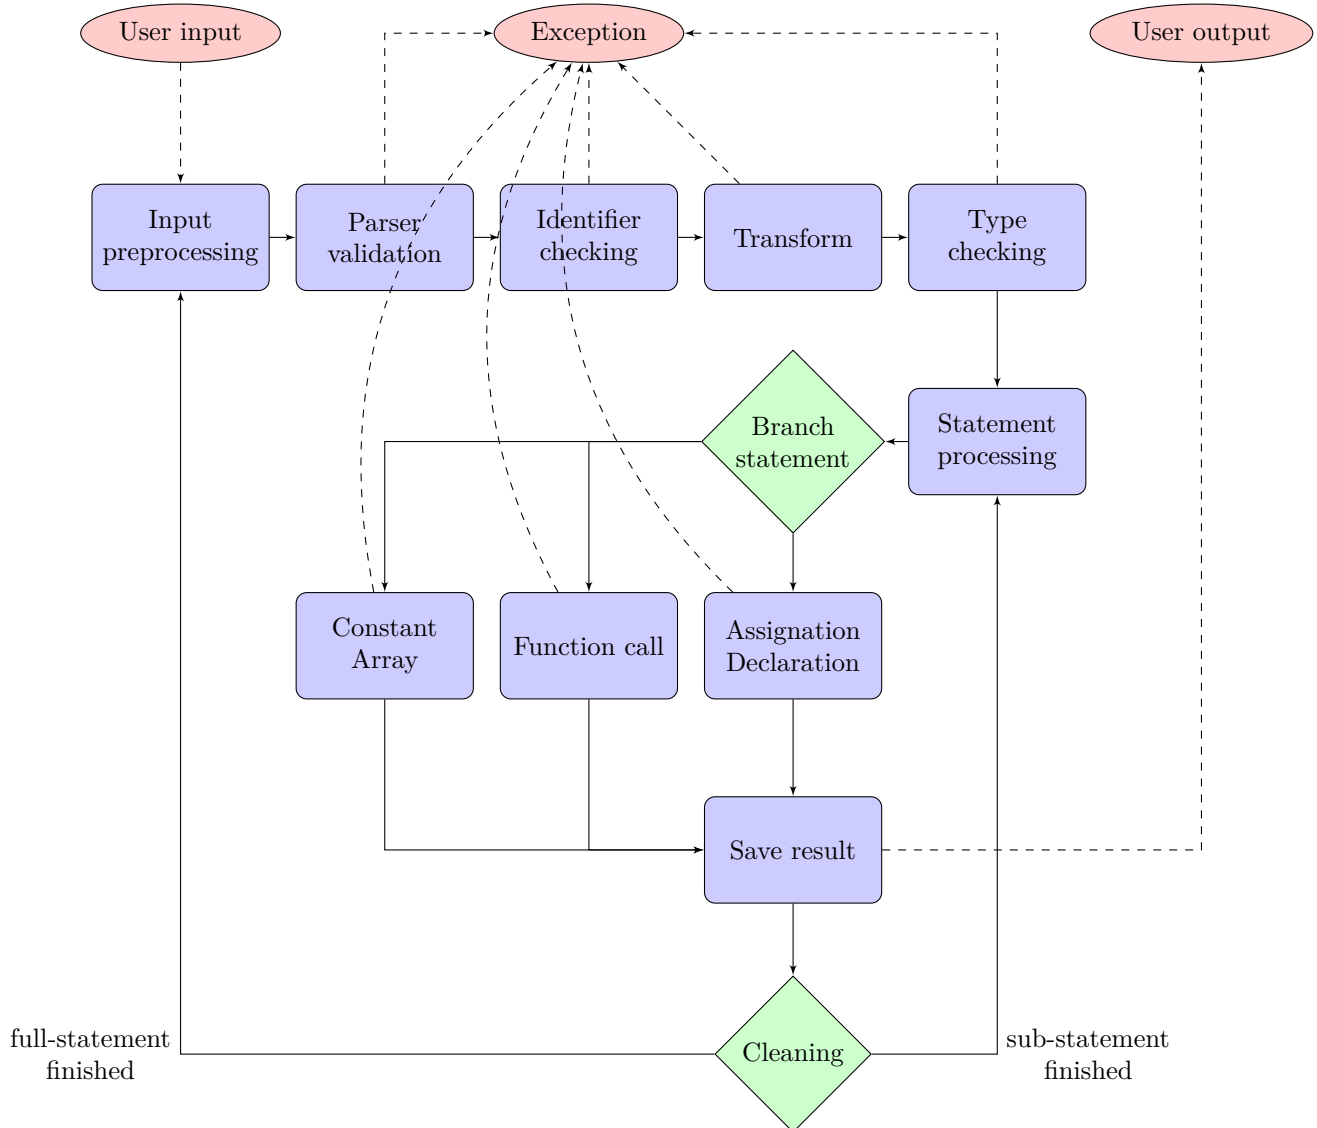 User input
Exception
User output
Input
preprocessing
Parser
validation
Identifier
checking
Transform
Type
checking
Branch
statement
Statement
processing
Constant
Array
Function call
Assignation
Declaration
Save result
full-statement
finished
Cleaning
sub-statement
finished